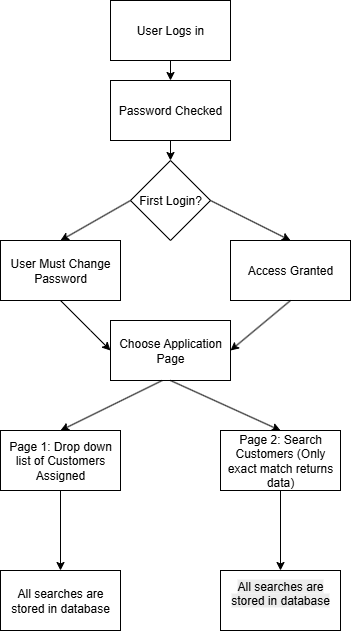 User Logs in
Password Checked
First Login?
User Must Change
Password
Access Granted
Choose Application
Page
Page 1: Drop down
list of Customers
Assigned
Page 2: Search
Customers (Only
exact match returns
data)
All searches are
stored in database
All searches are
stored in database